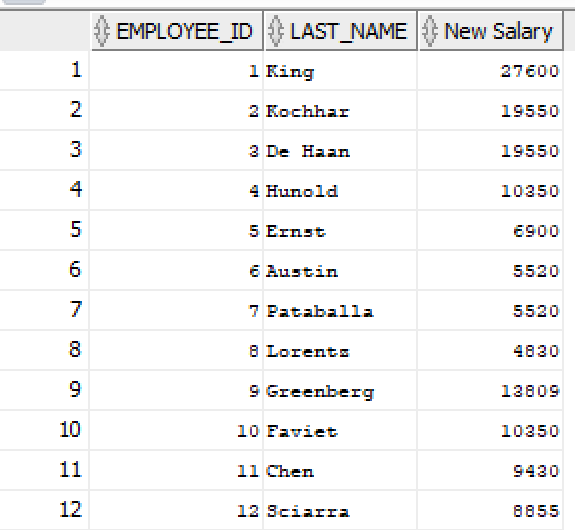 EMPLOYEE_ID LAST_NAME New Salary
1 1 King 27600
2 2 Kochhar 19550
3 3 De Haan 19550
4 4 Hunold 10350
5 5 Ernst 6900
6 6 Austin 5520
7 7 Pataballa 5520
8 8 Lorentz 4830
9 9 Greenberg 13809
10 10 Faviet 10350
11 11 Chen 9430
12 12 Sciarra 8855